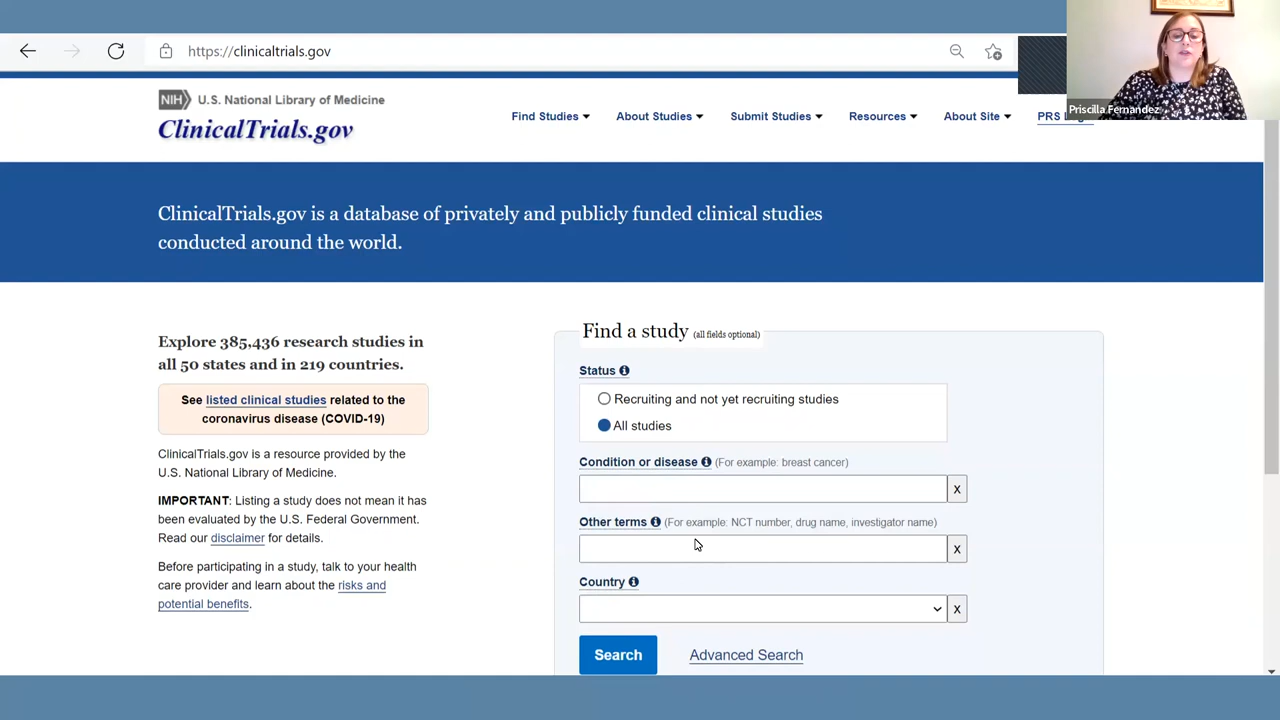 https://clinicaltrials.gov
Priscilla Fernandez
NIH U.S. National Library of Medicine
ClinicalTrials.gov
Find Studies About Studies Submit Studies Resources About Site PRS
ClinicalTrials.gov is a database of privately and publicly funded clinical studies
conducted around the world.
Explore 385,436 research studies in
all 50 states and in 219 countries.
See listed clinical studies related to the
coronavirus disease (COVID-19)
ClinicalTrials.gov is a resource provided by the
U.S. National Library of Medicine.
IMPORTANT: Listing a study does not mean it has
been evaluated by the U.S. Federal Government.
Read our disclaimer for details.
Before participating in a study, talk to your health
care provider and learn about the risks and
potential benefits.
Find a study (all fields optional)
Status
Recruiting and not yet recruiting studies
All studies
Condition or disease (For example: breast cancer)
X
Other terms (For example: NCT number, drug name, investigator name)
X
Country
X
Search Advanced Search